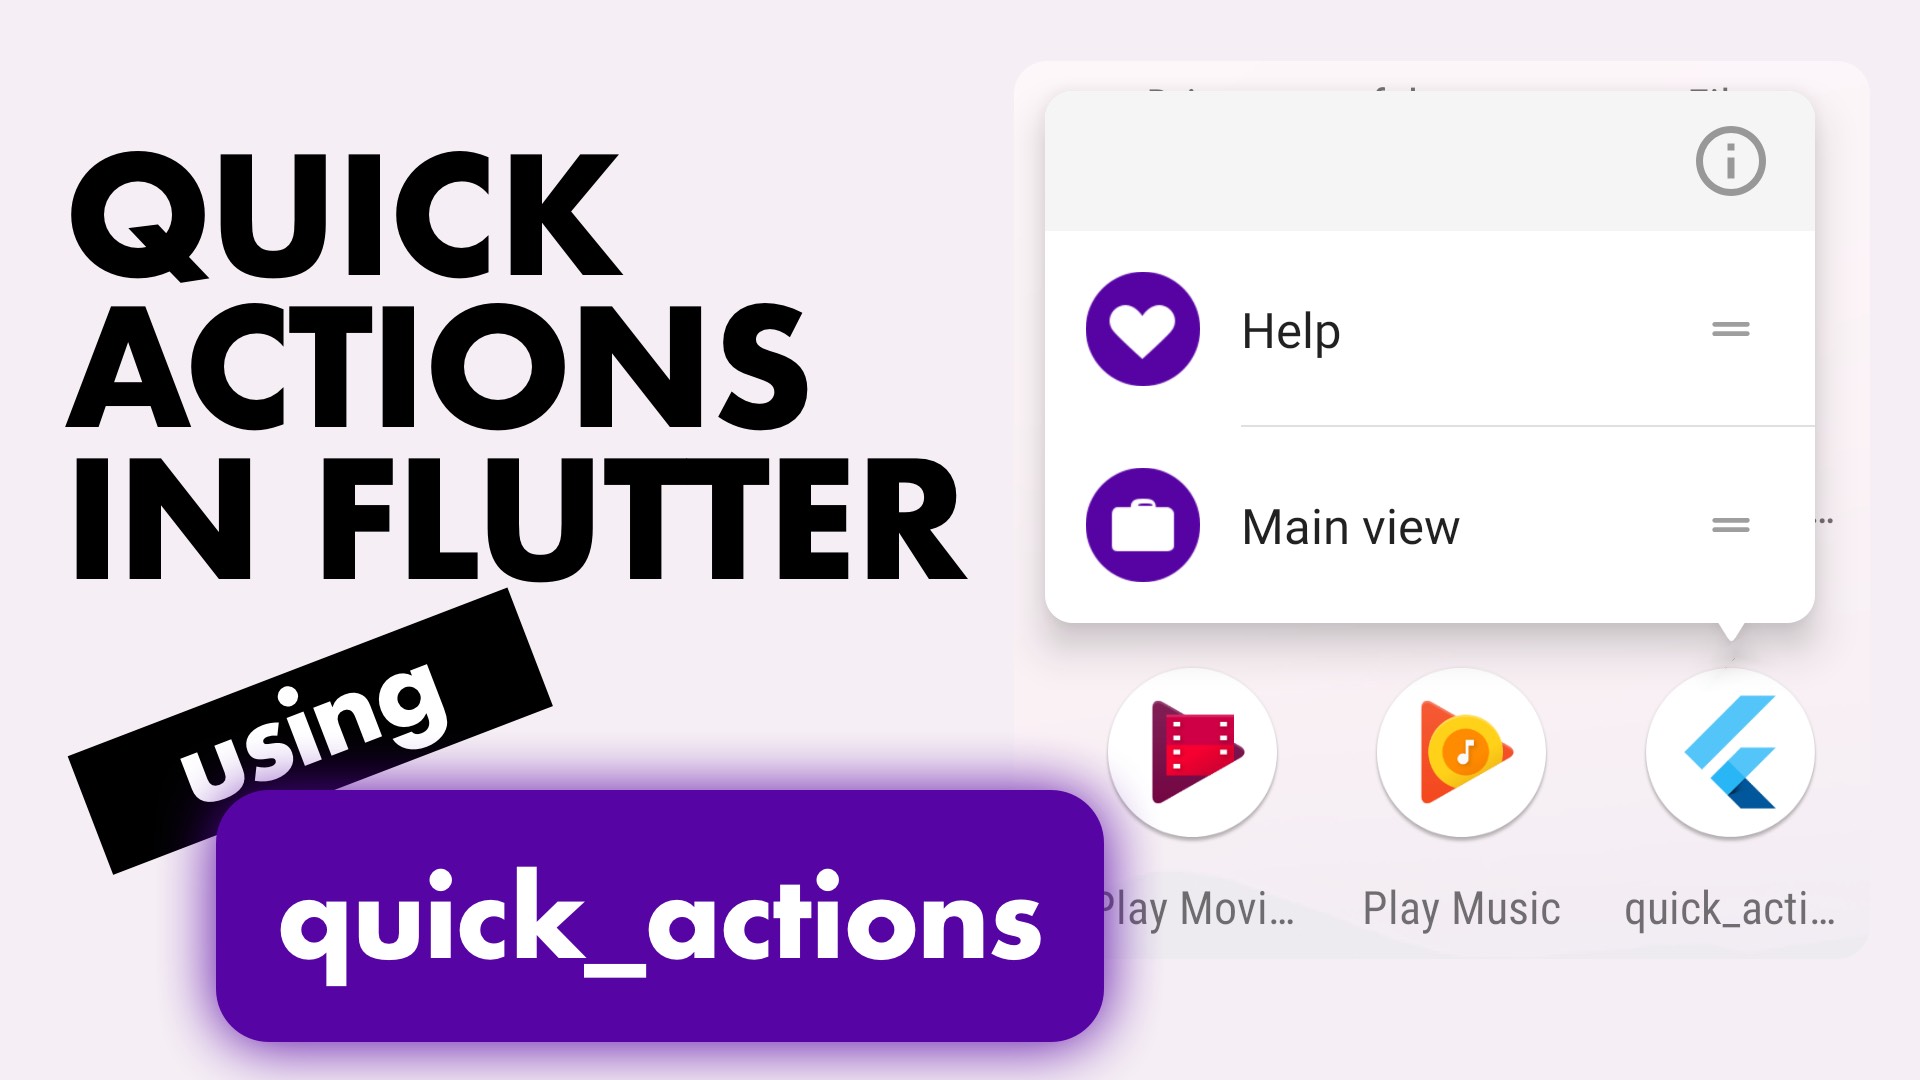 QUICK
ACTIONS
IN FLUTTER
using
quick_actions
Help
Main view
...
Play Movi...
Play Music
quick_acti...